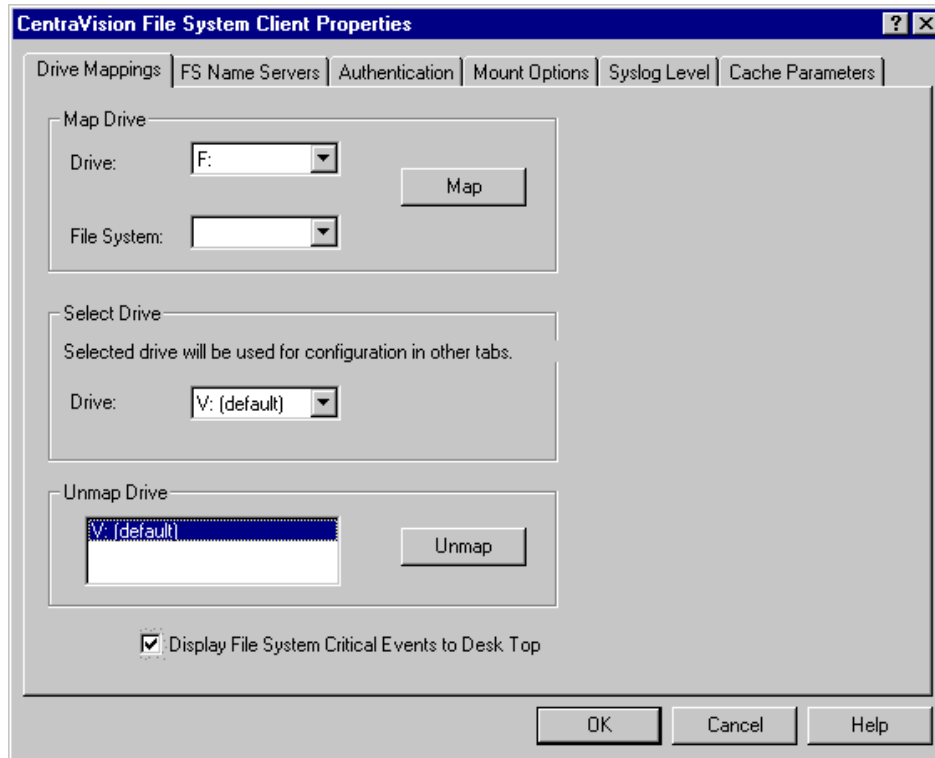 CentraVision File System Client Properties
Drive Mappings FS Name Servers Authentication Mount Options Syslog Level Cache Parameters
Map Drive
Drive: F:
Map
File System:
Select Drive
Selected drive will be used for configuration in other tabs.
Drive: V: (default)
Unmap Drive
V: (default)
Unmap
Display File System Critical Events to Desk Top
OK Cancel Help